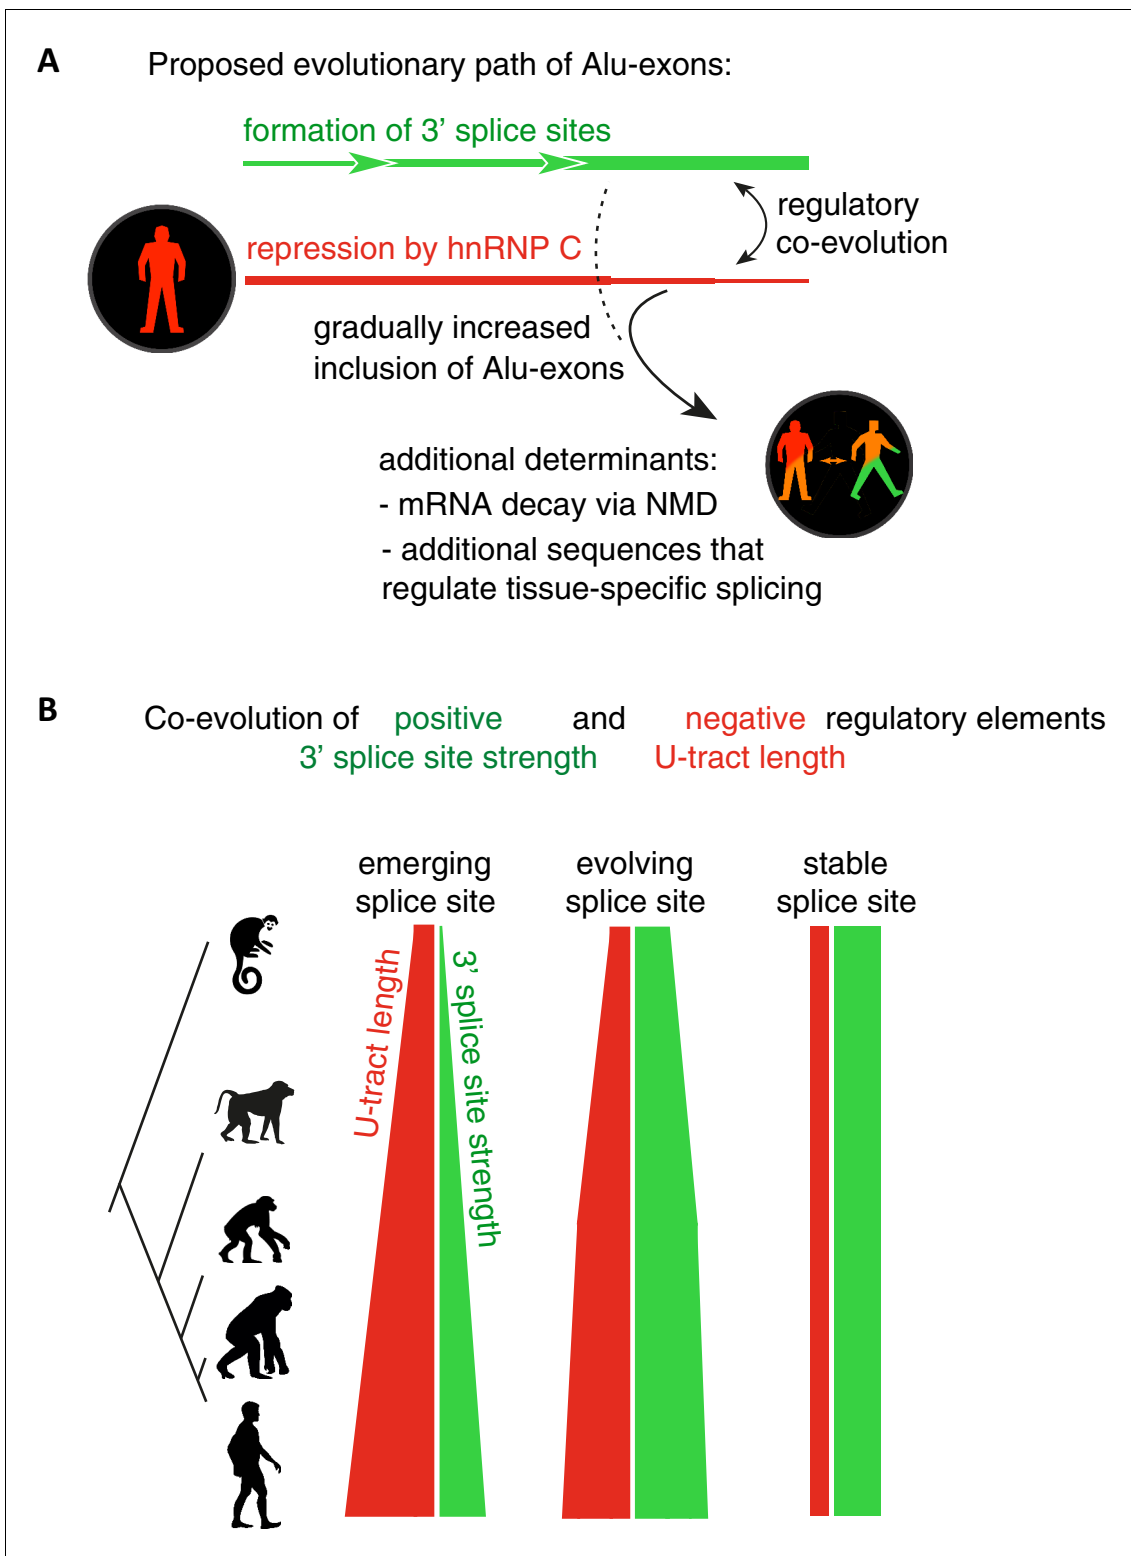 A
Proposed evolutionary path of Alu-exons:
formation of 3’ splice sites
regulatory
co-evolution
repression by hnRNP C
gradually increased
inclusion of Alu-exons
additional determinants:
- mRNA decay via NMD
- additional sequences that
regulate tissue-specific splicing
B
Co-evolution of positive and negative regulatory elements
3’ splice site strength U-tract length
emerging
splice site
evolving
splice site
stable
splice site
U-tract length
3’ splice site strength